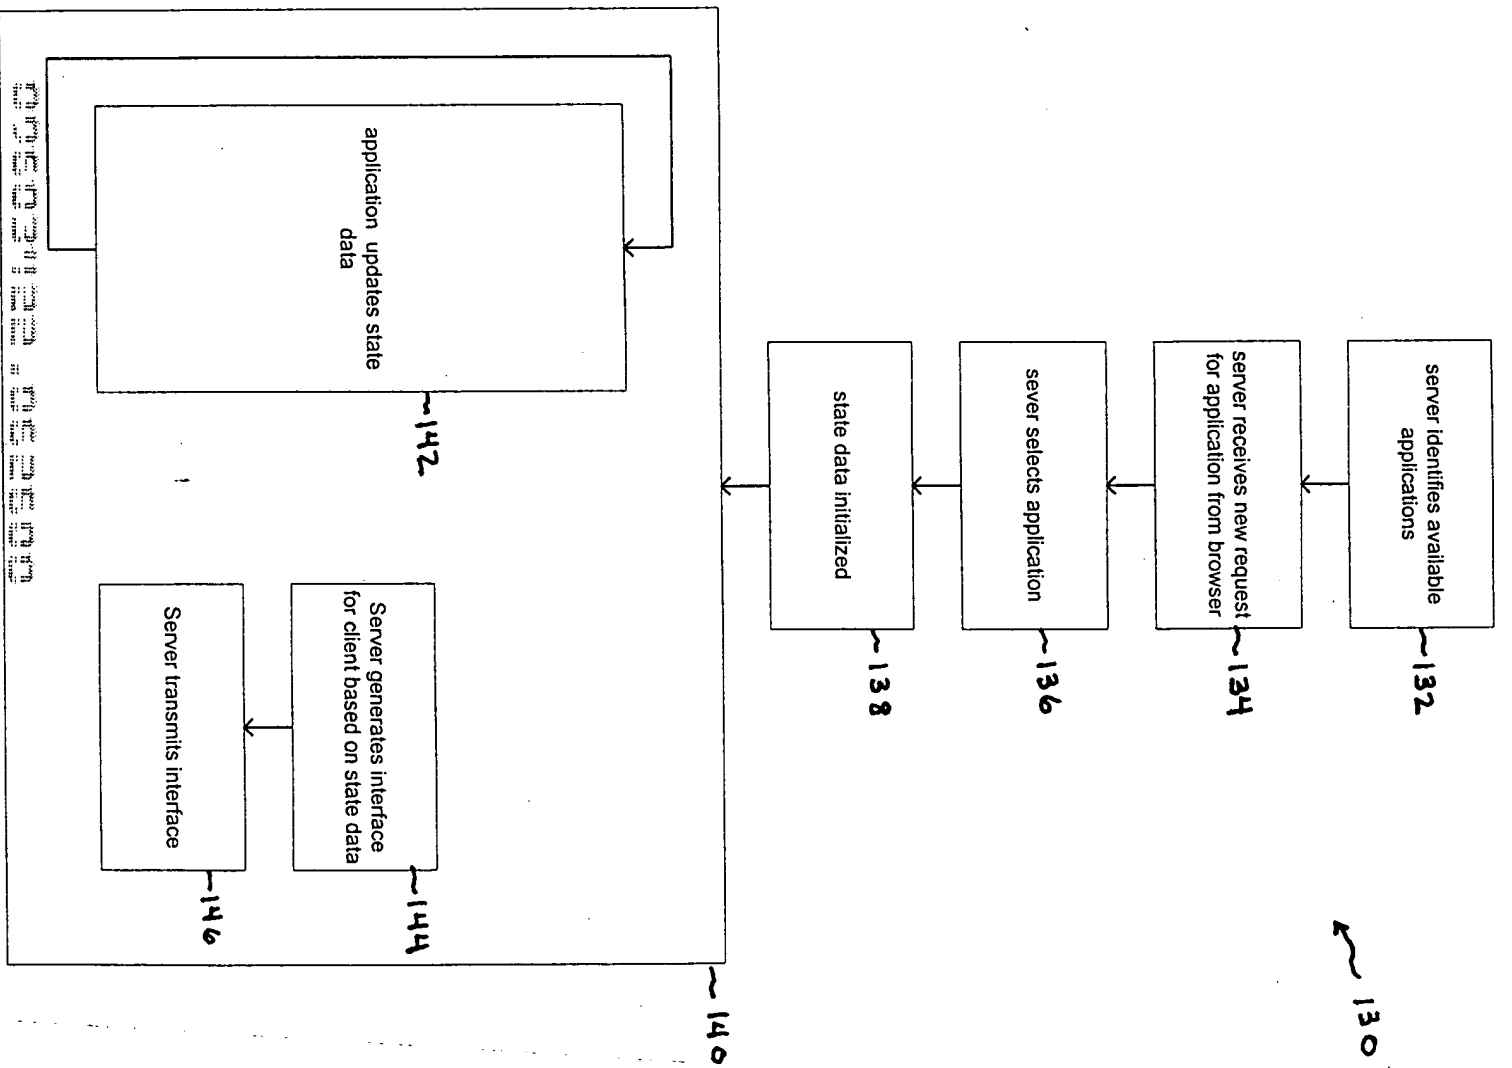 130
server identifies available
applications
132
server receives new request
for application from browser
134
sever selects application
136
state data initialized
138
140
application updates state
data
142
Server generates interface
for client based on state data
144
Server transmits interface
146